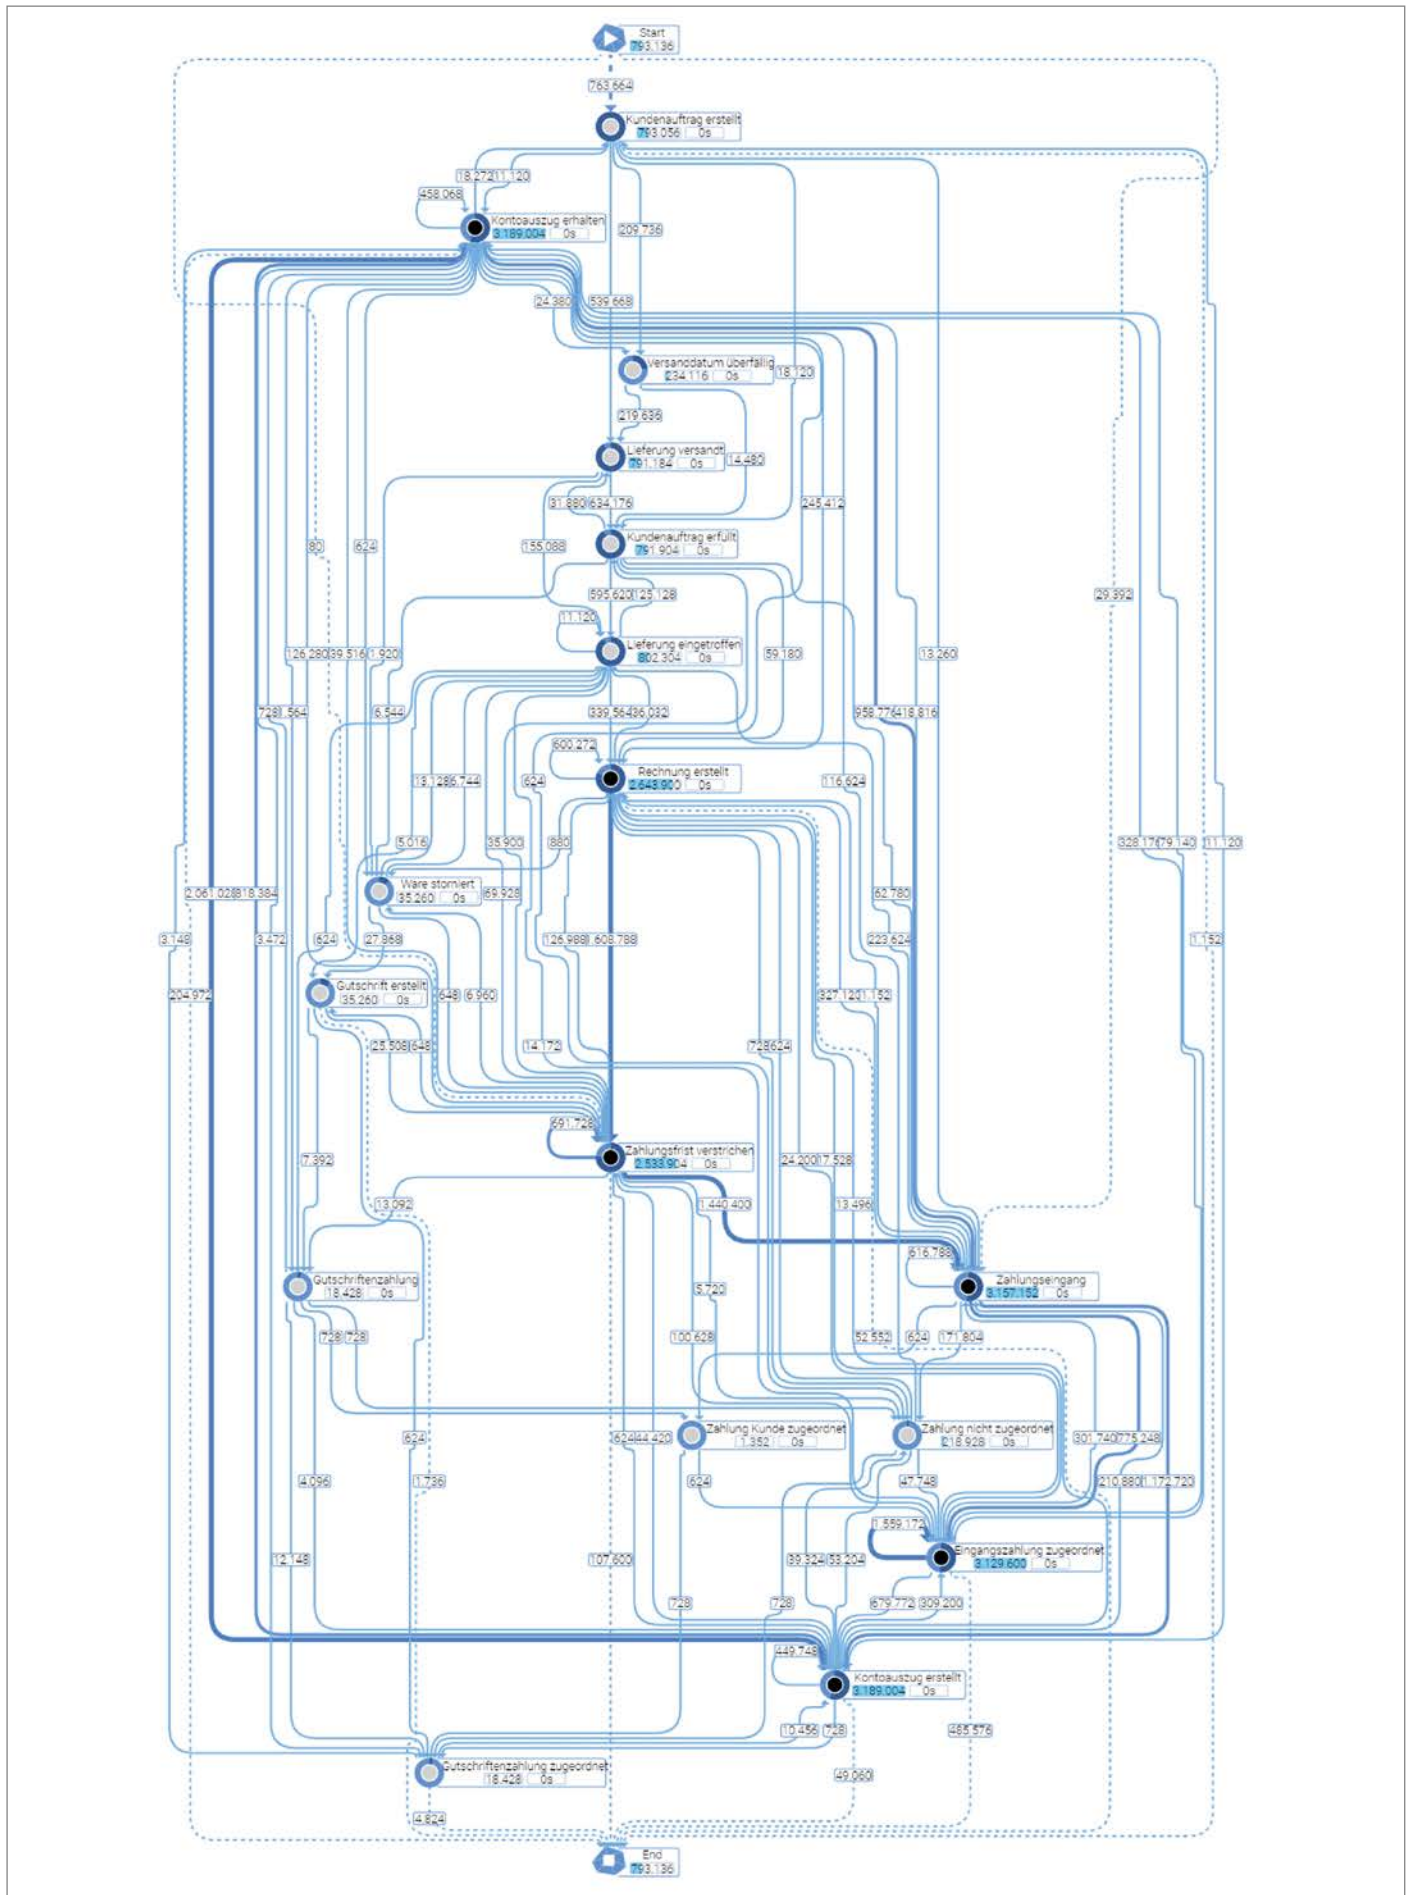 Start
793.136
763.664
Kundenauftrag erstellt
793.056 0s
18.272 11.120
458.068
Kontoauszug erhalten
3.189.004 0s
209.736
24.380 539.668
Versanddatum überfällig
234.116 0s
18.120
219.636
Lieferung versandt
791.184 0s
14.480
31.880 634.176
245.412
Kundenauftrag erfüllt
791.904 0s
80 624 155.088
595.620 125.128
29.392
11.120
Lieferung eingetroffen
802.304 0s
126.280 39.516 1.920
59.180 13.260
728 1.564 6.544 339.564 36.032 958.776 418.816
600.272
Rechnung erstellt
2.643.900 0s
13.128 6.744 624 116.624
5.016 35.900 880 328.176 79.140 11.120
Ware storniert
35.260 0s
2.061.028 818.384 69.928 62.780
3.148 3.472 624 27.868 126.988 1.608.788 223.624 1.152
Gutschrift erstellt
35.260 0s
204.972 648 6.960 327.120 1.152
25.508 648 14.172 728 624
691.728
Zahlungsfrist verstrichen
2.533.904 0s
7.392 24.200 17.528
13.092 1.440.400 13.496
616.788
Zahlungseingang
3.157.152 0s
Gutschriftenzahlung
18.428 0s
5.720
728 728 100.628 52.552 624 171.804
Zahlung Kunde zugeordnet
1.352 0s
Zahlung nicht zugeordnet
218.928 0s
624 624 44.420 301.740 775.248
4.096 1.736 624 47.748 210.880 1.172.720
1.559.172
Eingangszahlung zugeordnet
3.129.600 0s
12.148 107.600 39.324 53.204
728 728 679.772 309.200
449.748
Kontoauszug erstellt
3.189.004 0s
10.456 728 485.576
Gutschriftenzahlung zugeordnet
18.428 0s
49.060
4.824
End
793.136